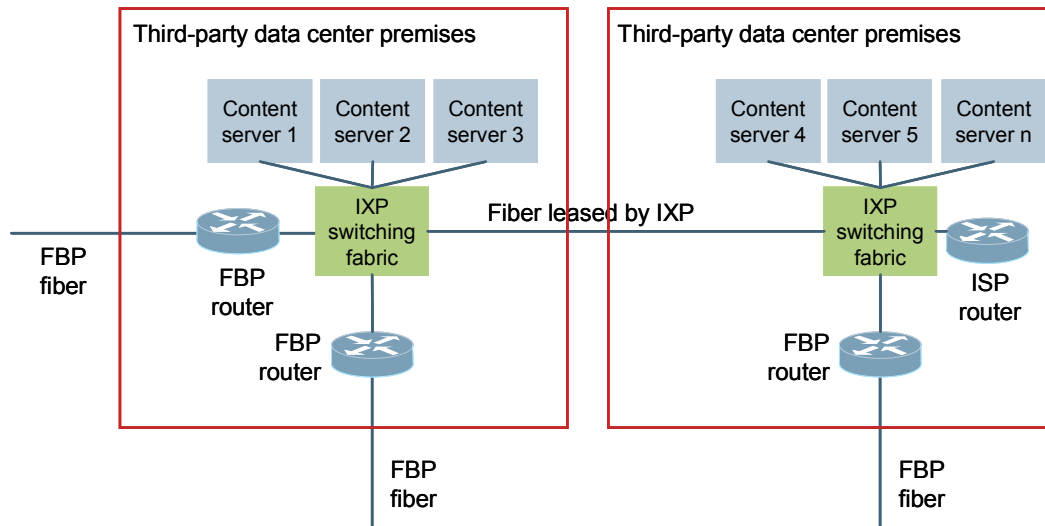 Third-party data center premises
Third-party data center premises
Content
server 1
Content
server 2
Content
server 3
Content
server 4
Content
server 5
Content
server n
IXP
switching
fabric
Fiber leased by IXP
IXP
switching
fabric
FBP
fiber
FBP
router
ISP
router
FBP
router
FBP
router
FBP
fiber
FBP
fiber